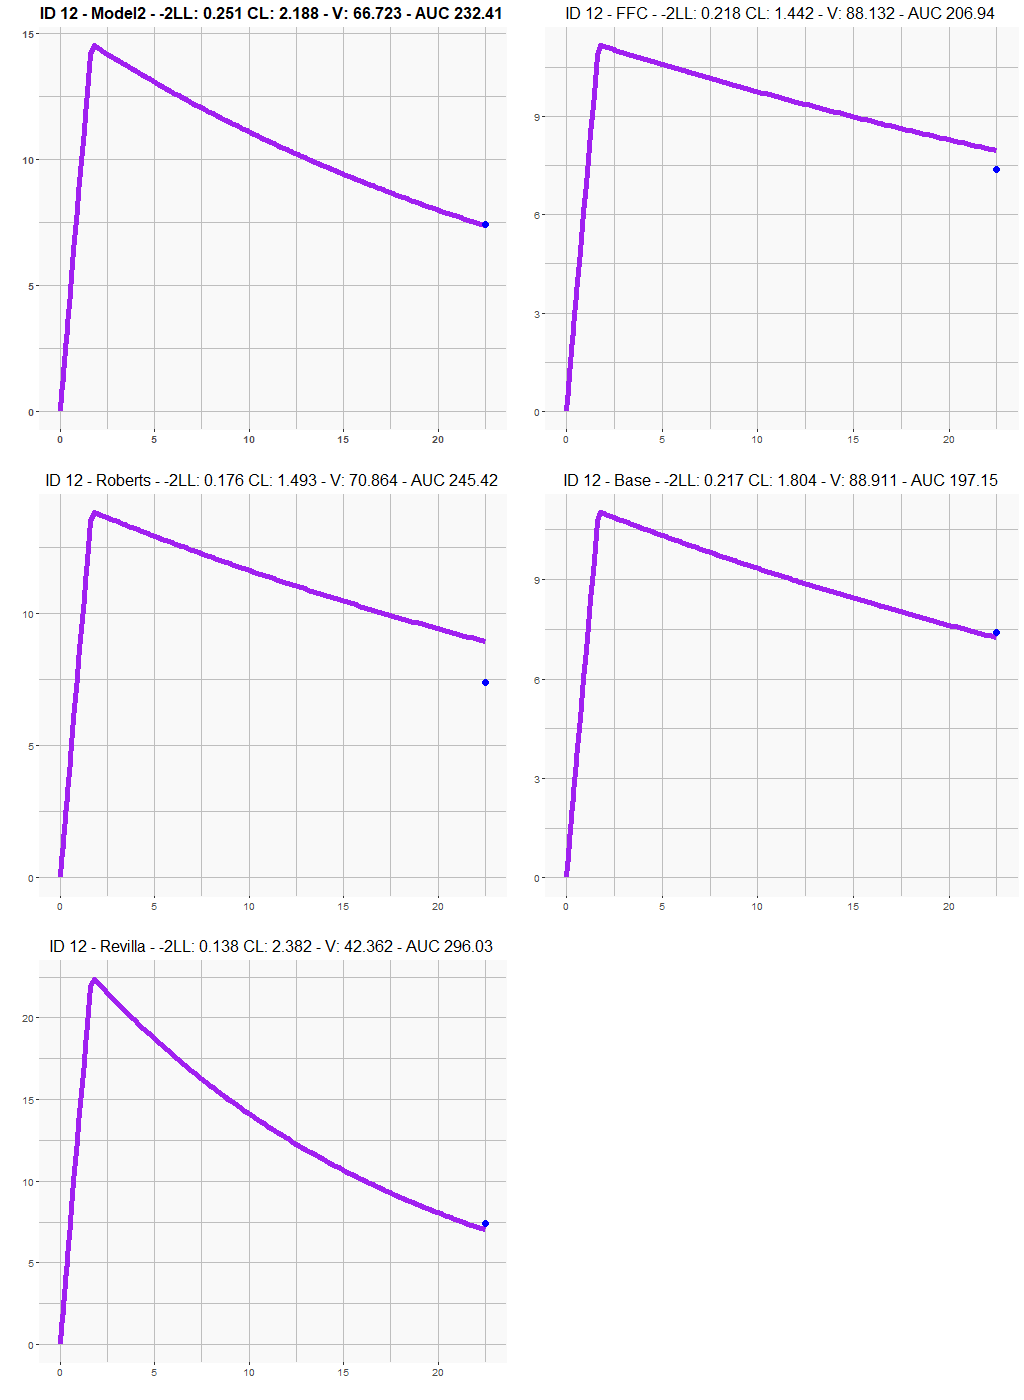 ID 12 - Model2 - -2LL: 0.251 CL: 2.188 - V: 66.723 - AUC 232.41
15
10
5
0
0 5 10 15 20
ID 12 - FFC - -2LL: 0.218 CL: 1.442 - V: 88.132 - AUC 206.94
9
6
3
0
0 5 10 15 20
ID 12 - Roberts - -2LL: 0.176 CL: 1.493 - V: 70.864 - AUC 245.42
10
5
0
0 5 10 15 20
ID 12 - Base - -2LL: 0.217 CL: 1.804 - V: 88.911 - AUC 197.15
9
6
3
0
0 5 10 15 20
ID 12 - Revilla - -2LL: 0.138 CL: 2.382 - V: 42.362 - AUC 296.03
20
15
10
5
0
0 5 10 15 20